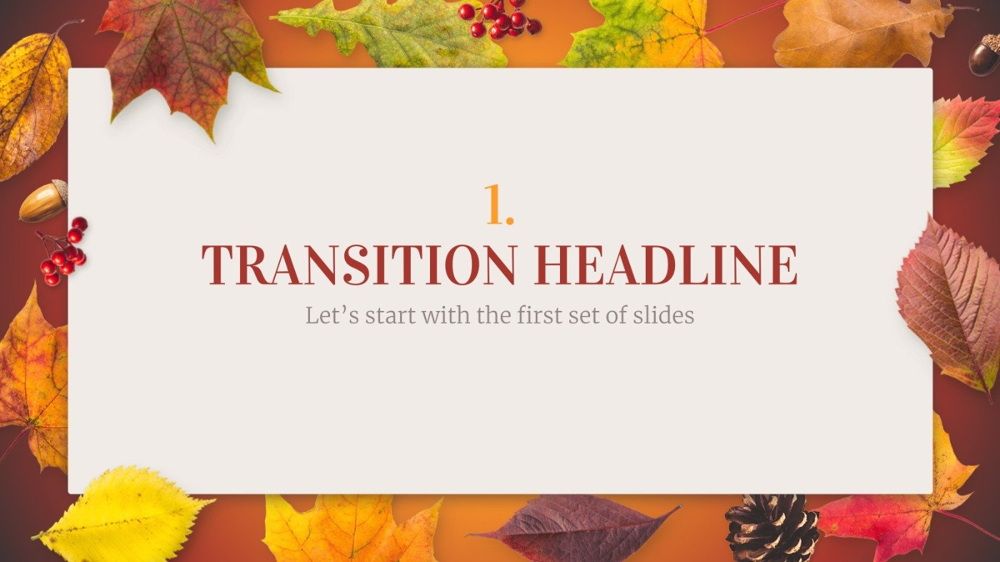 1.
TRANSITION HEADLINE
Let’s start with the first set of slides